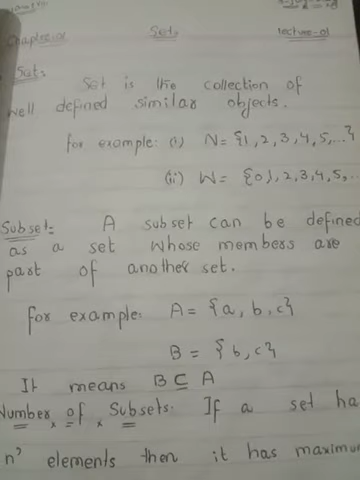 Chapter-01 Sets Lecture-01
Set:
Set is the collection of
well defined similar objects.
for example: (i) N = {1, 2, 3, 4, 5, ...}
(ii) W = {0, 1, 2, 3, 4, 5, ..
Subset:- A subset can be defined
as a set whose members are
part of another set.
for example: A = {a, b, c}
B = {b, c}
It means B ⊆ A
Number of Subsets: If a set ha
n' elements then it has maximum